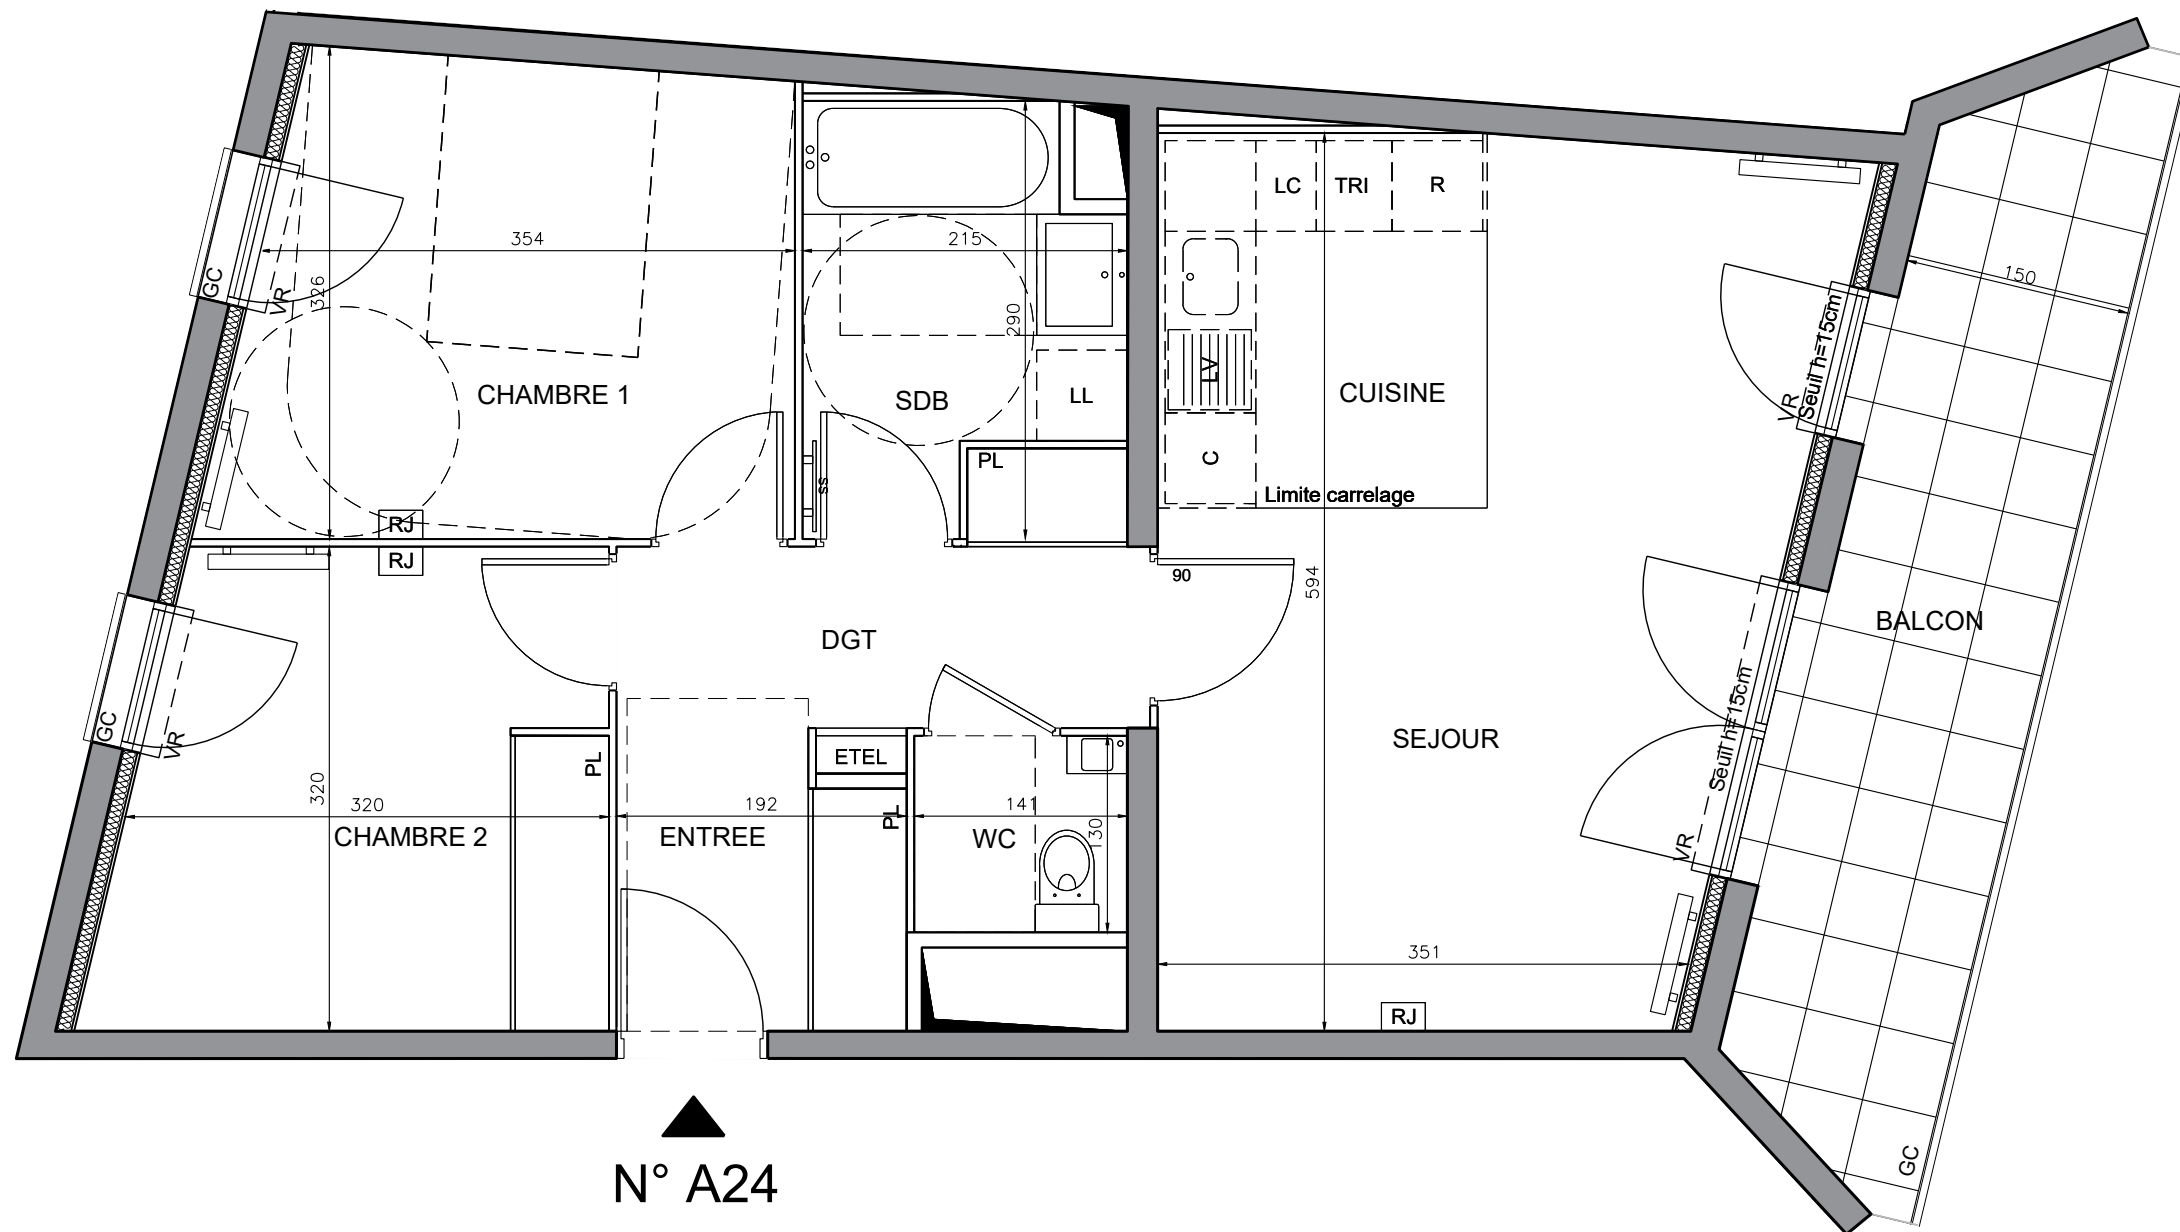 LC
TRI
R
354
215
150
GC
VR
326
290
Seuil h=15cm
VR
LV
CHAMBRE 1
SDB
LL
CUISINE
PL
C
ss
Limite carrelage
RJ
RJ
90
594
DGT
BALCON
Seuil h=15cm
GC
VR
SEJOUR
PL
ETEL
320
320
192
PL
141
130
CHAMBRE 2
ENTREE
WC
VR
351
RJ
GC
N° A24